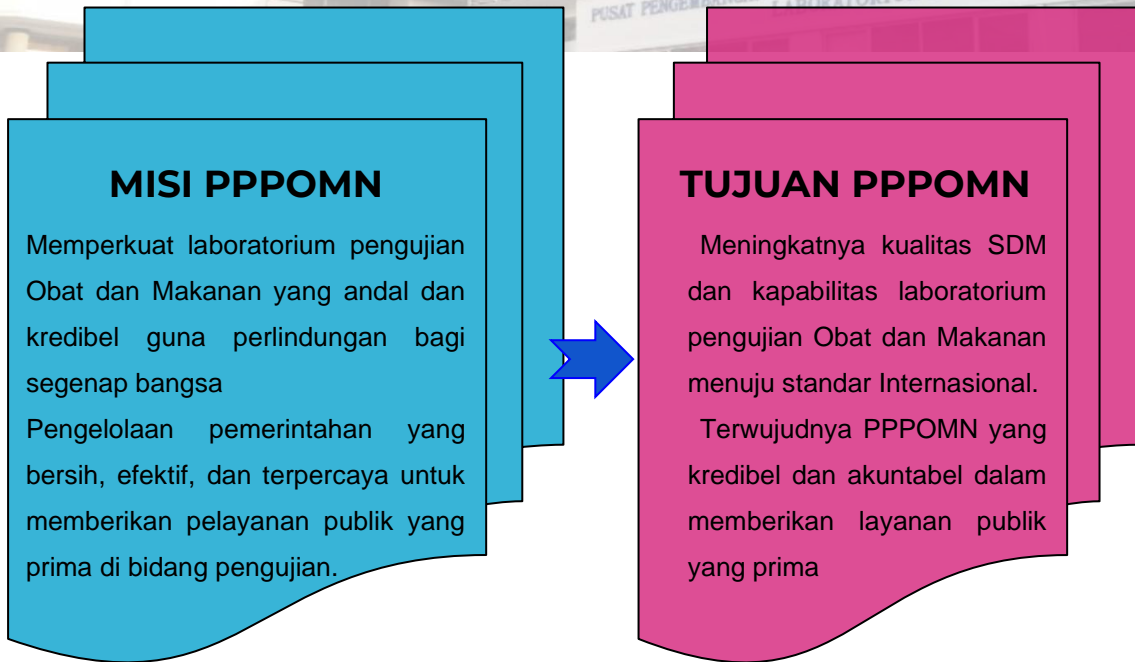 PUSAT PENGEMBANGAN
MISI PPPOMN
Memperkuat laboratorium pengujian
Obat dan Makanan yang andal dan
kredibel guna perlindungan bagi
segenap bangsa
Pengelolaan pemerintahan yang
bersih, efektif, dan terpercaya untuk
memberikan pelayanan publik yang
prima di bidang pengujian.
TUJUAN PPPOMN
Meningkatnya kualitas SDM
dan kapabilitas laboratorium
pengujian Obat dan Makanan
menuju standar Internasional.
Terwujudnya PPPOMN yang
kredibel dan akuntabel dalam
memberikan layanan publik
yang prima